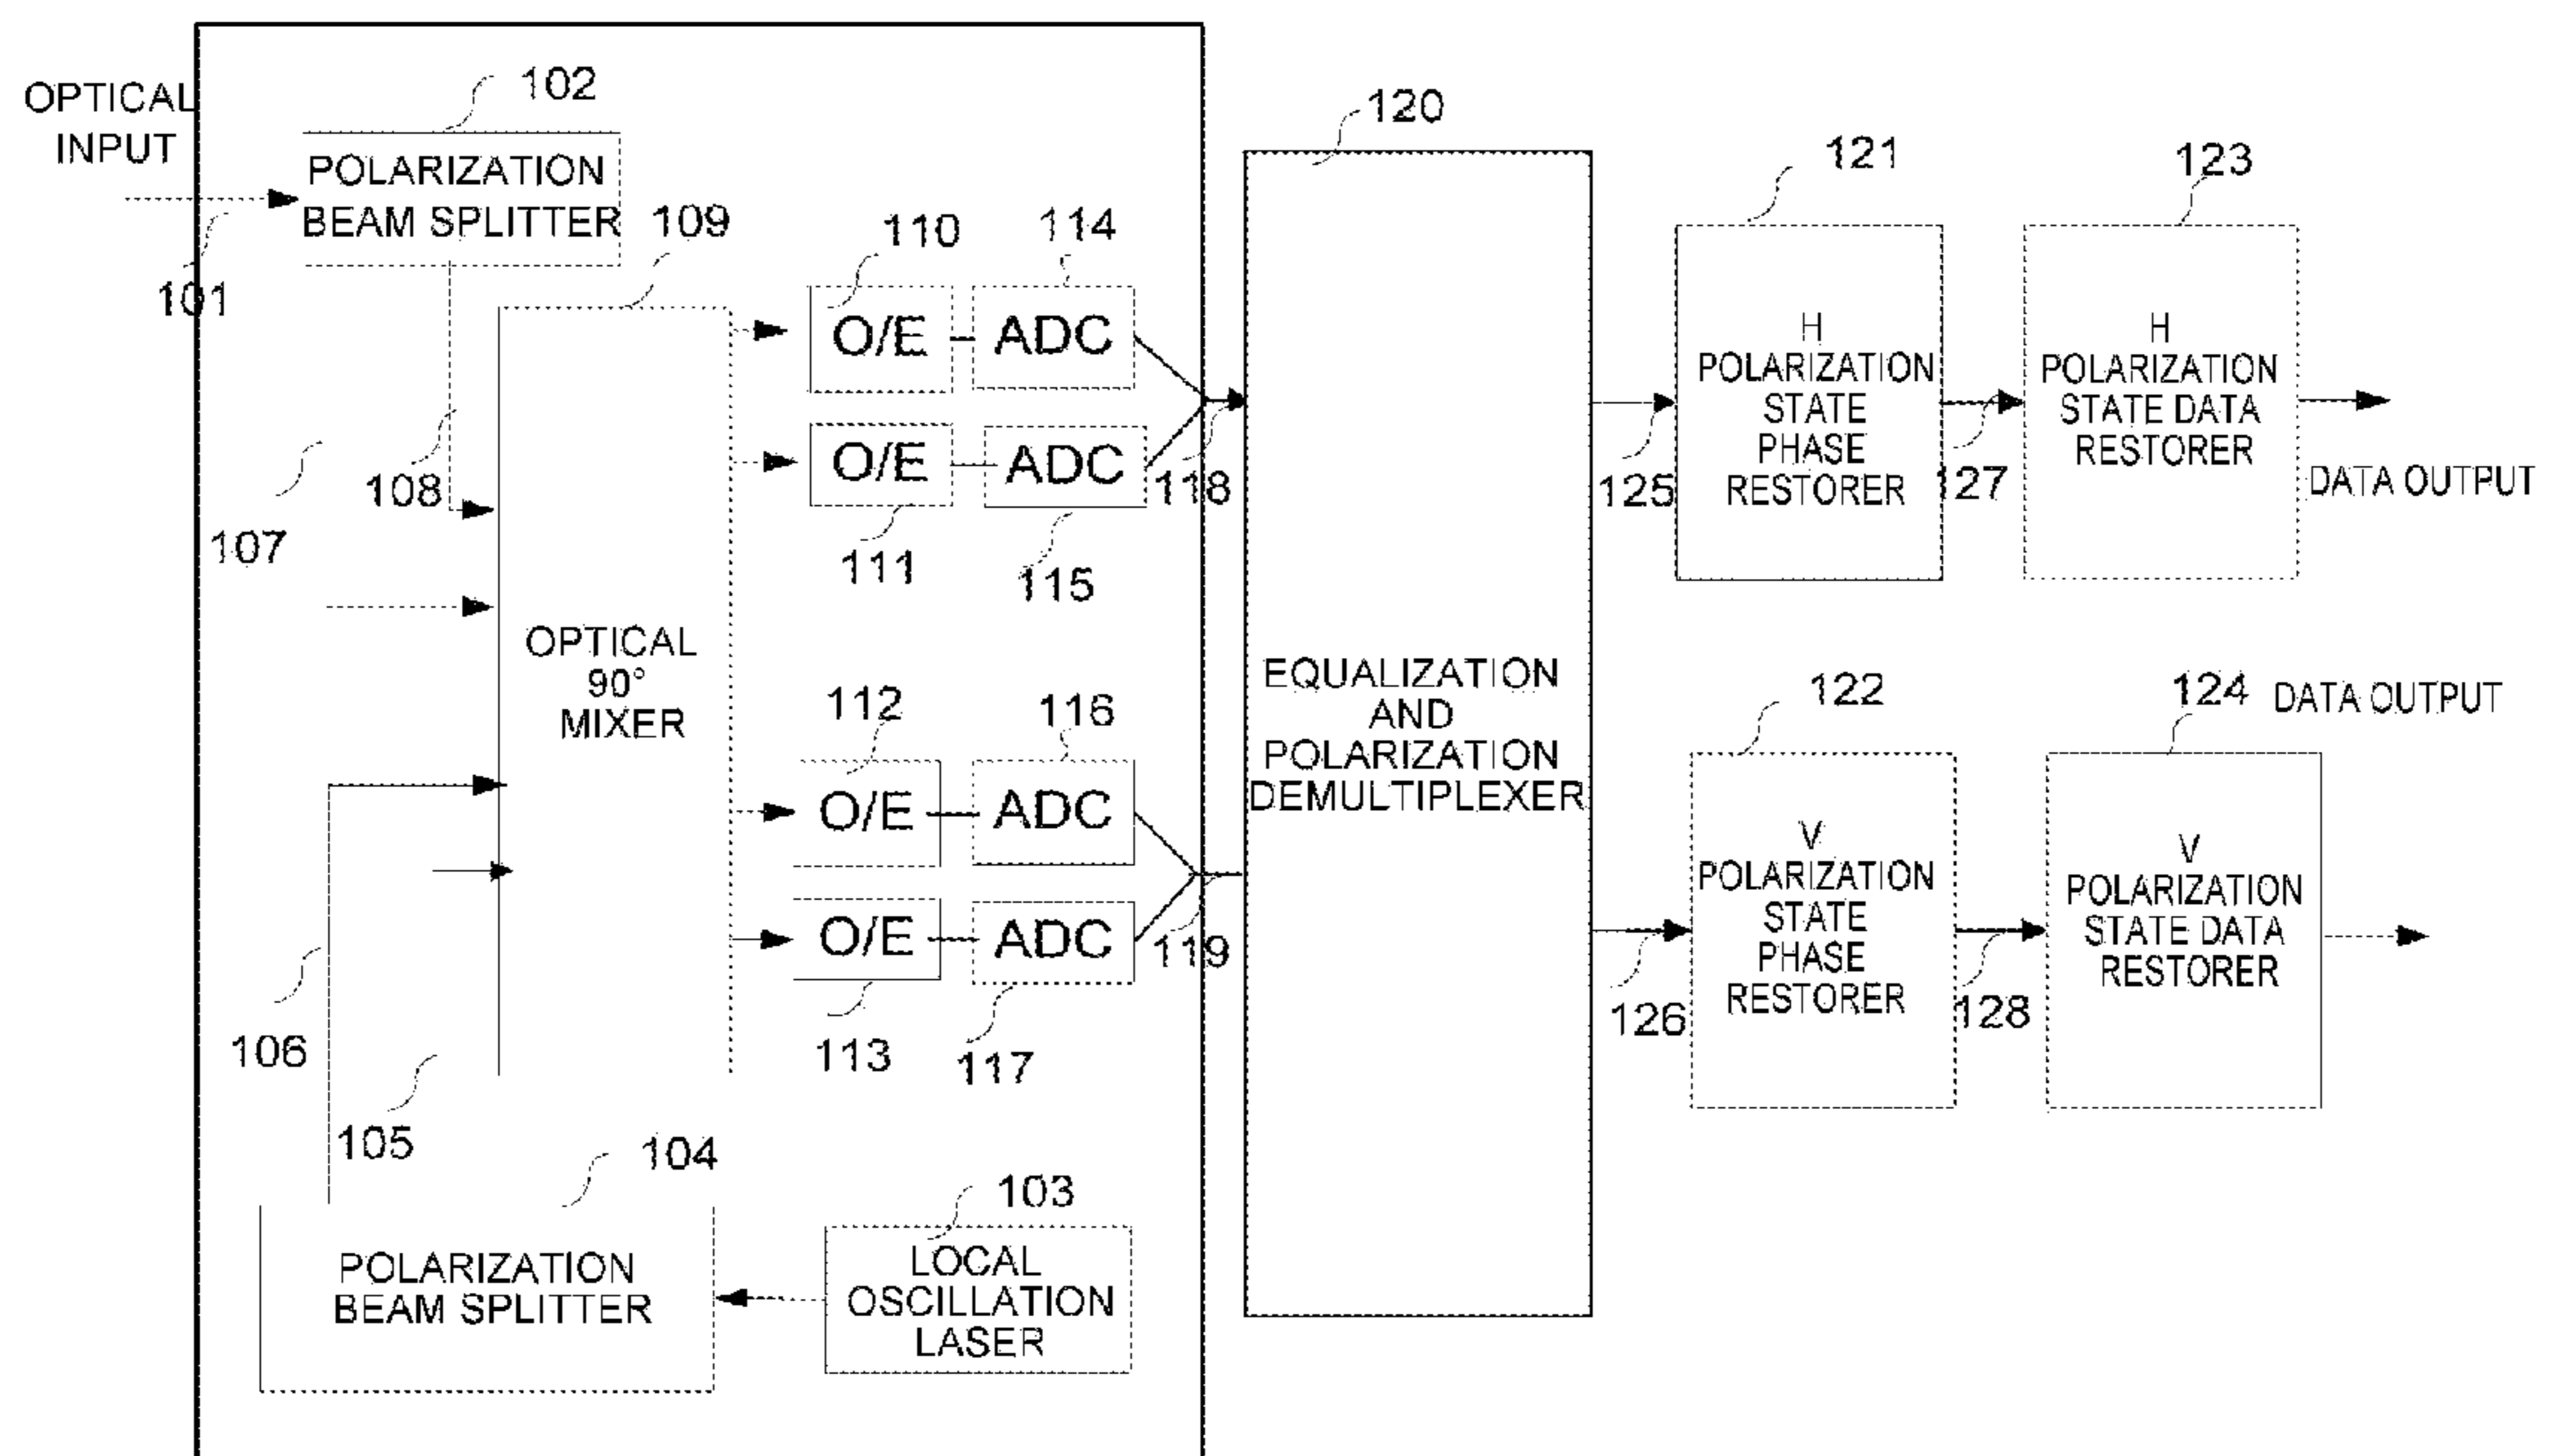 OPTICAL
INPUT
102
POLARIZATION
BEAM SPLITTER
101
109
110
114
O/E
ADC
O/E
ADC
111
115
107
108
118
OPTICAL
90°
MIXER
112
116
O/E
ADC
O/E
ADC
113
117
119
106
105
104
POLARIZATION
BEAM SPLITTER
103
LOCAL
OSCILLATION
LASER
120
EQUALIZATION
AND
POLARIZATION
DEMULTIPLEXER
121
H
POLARIZATION
STATE
PHASE
RESTORER
125
127
123
H
POLARIZATION
STATE DATA
RESTORER
DATA OUTPUT
122
V
POLARIZATION
STATE
PHASE
RESTORER
126
128
124
DATA OUTPUT
V
POLARIZATION
STATE DATA
RESTORER